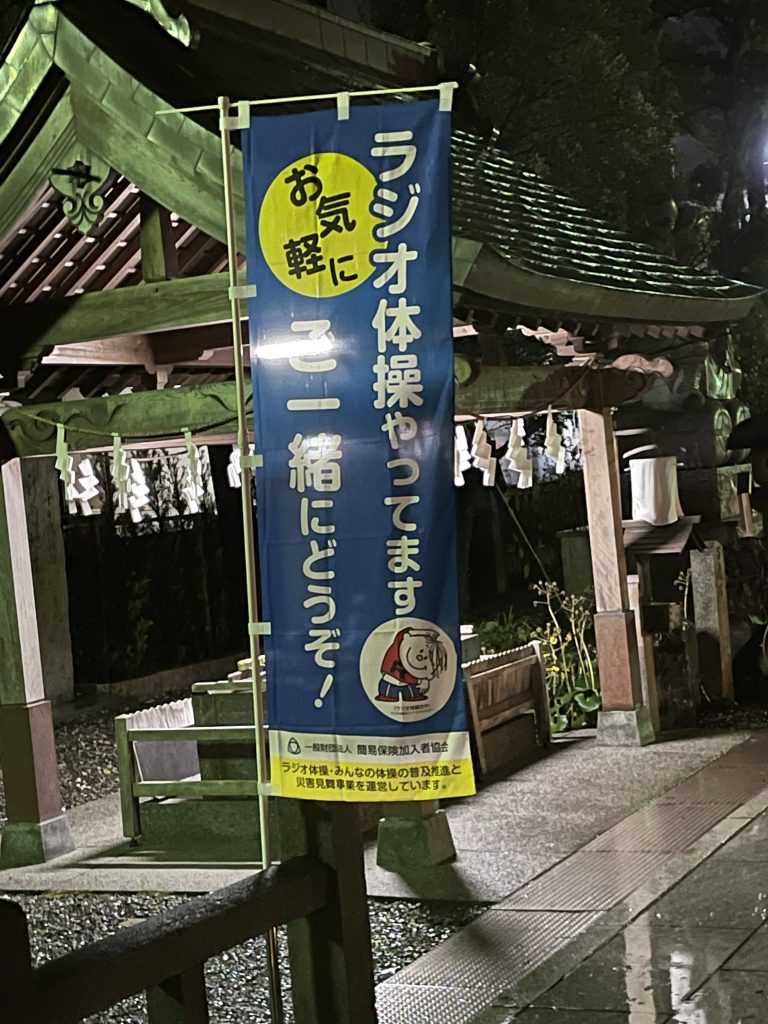 ラジオ体操やってます
お気軽に
ご一緒にどうぞ！
一般財団法人 簡易保険加入者協会
ラジオ体操・みんなの体操の普及推進と
災害見舞事業を運営しています。